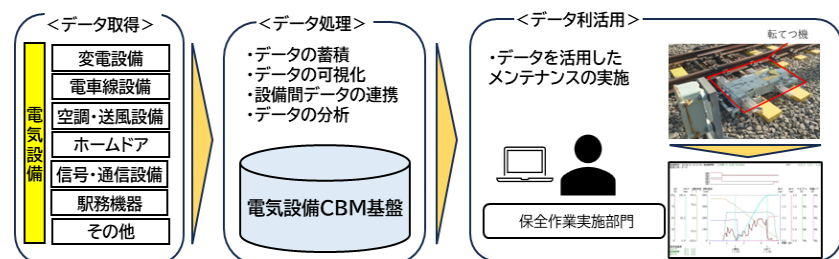 <データ取得>
電気設備
変電設備
電車線設備
空調・送風設備
ホームドア
信号・通信設備
駅務機器
その他
<データ処理>
・データの蓄積
・データの可視化
・設備間データの連携
・データの分析
電気設備CBM基盤
<データ利活用>
・データを活用した
メンテナンスの実施
保全作業実施部門
転てつ機